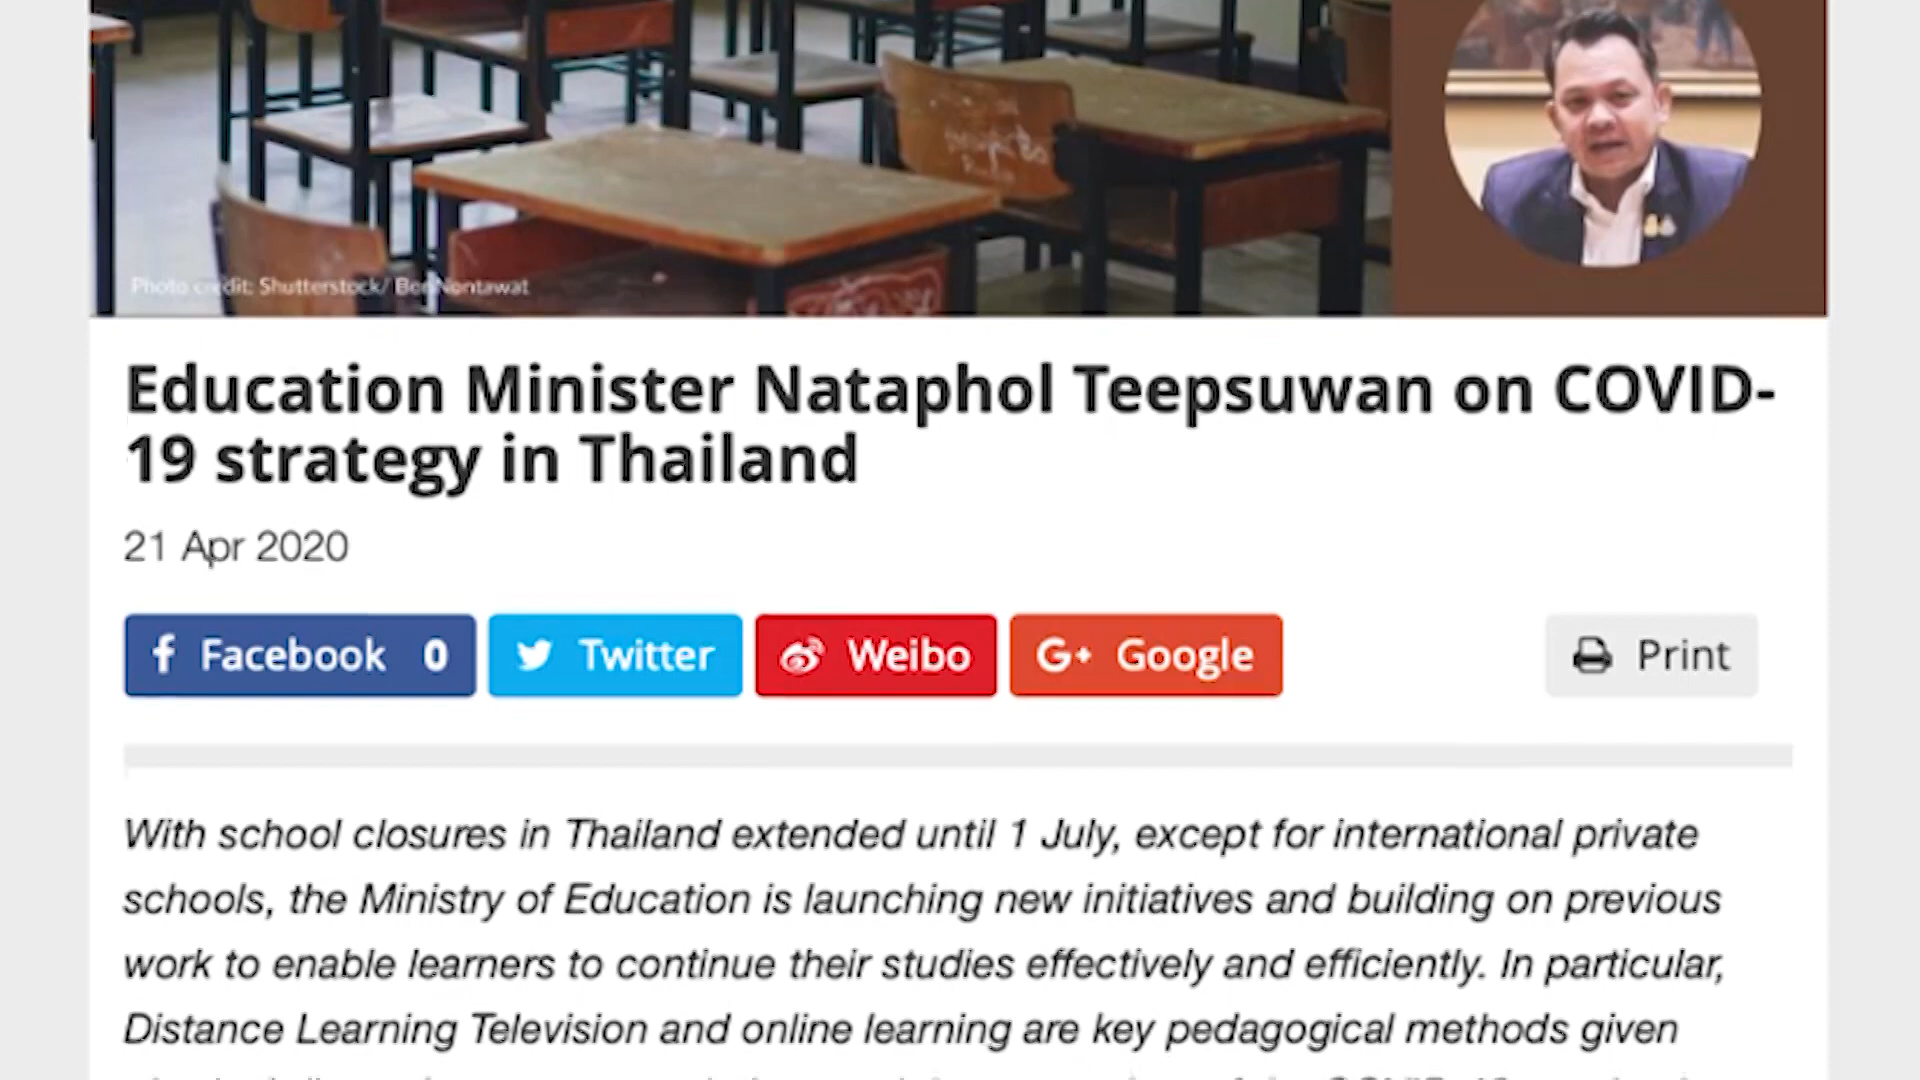 Photo credit: Shutterstock/ BonNontawat
Education Minister Nataphol Teepsuwan on COVID-
19 strategy in Thailand
21 Apr 2020
Facebook 0 Twitter Weibo G+ Google Print
With school closures in Thailand extended until 1 July, except for international private
schools, the Ministry of Education is launching new initiatives and building on previous
work to enable learners to continue their studies effectively and efficiently. In particular,
Distance Learning Television and online learning are key pedagogical methods given